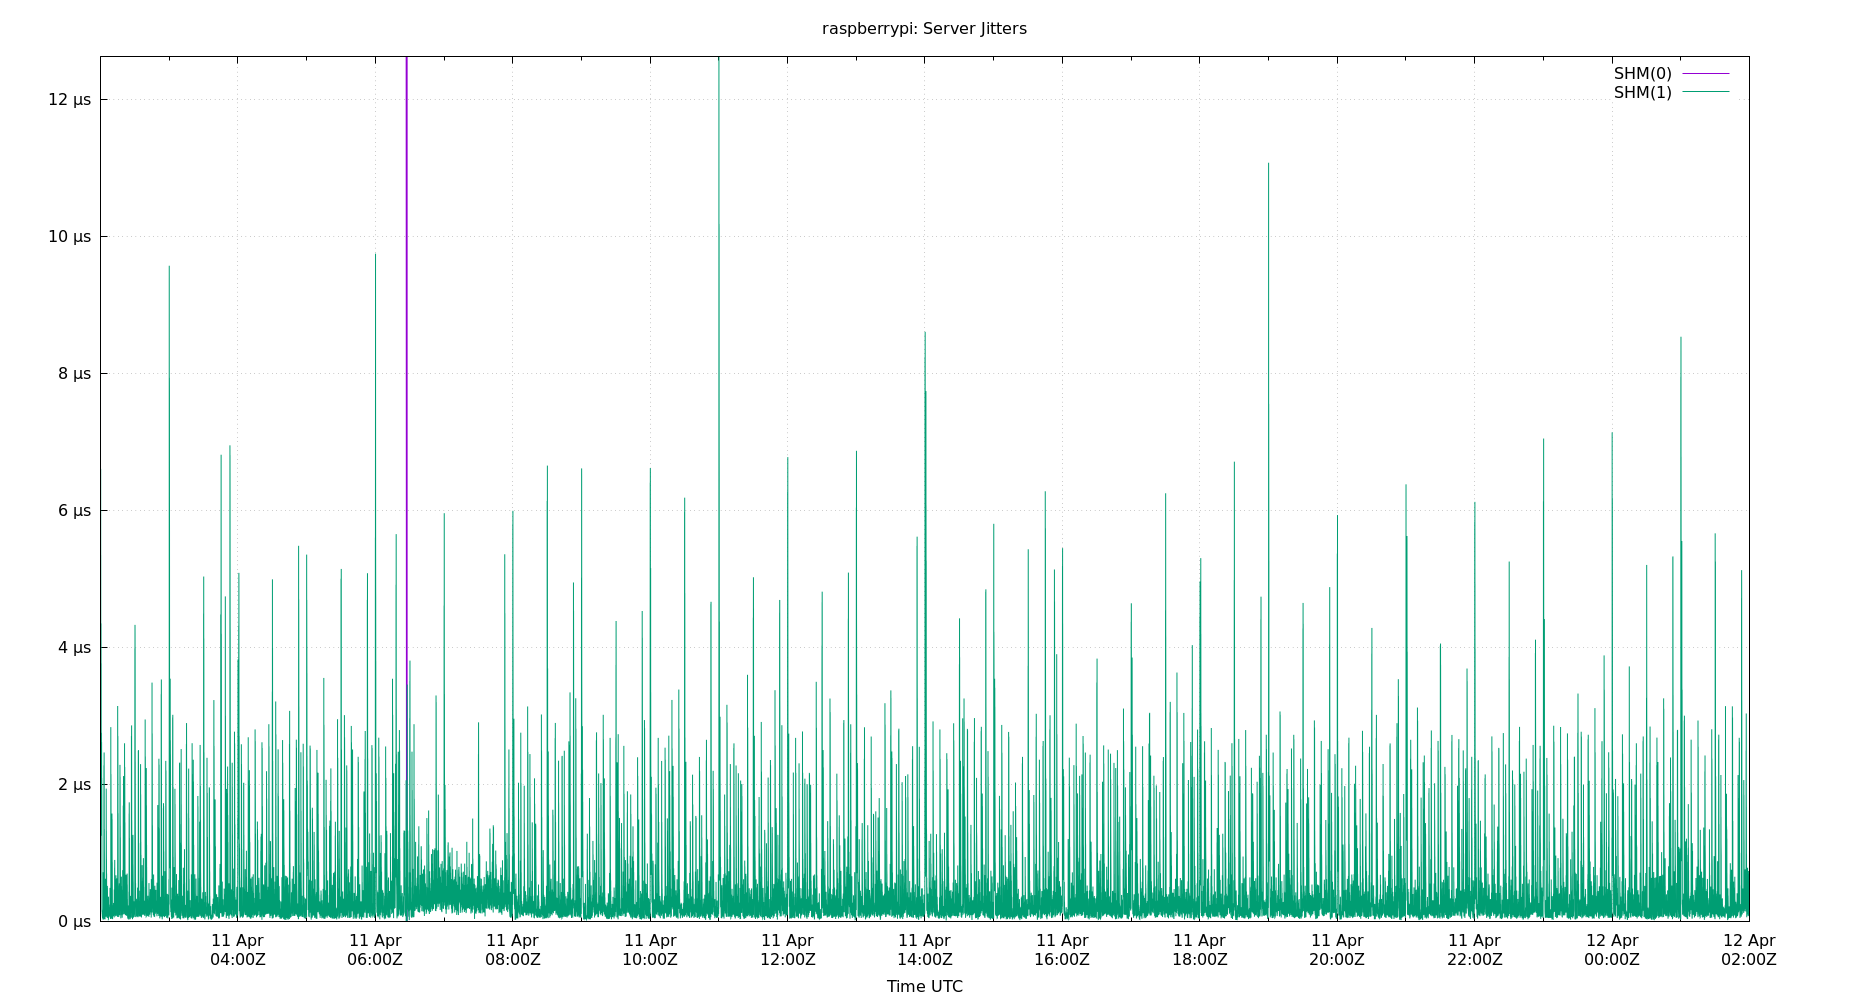 raspberrypi: Server Jitters
SHM(0)
SHM(1)
12 µs
10 µs
8 µs
6 µs
4 µs
2 µs
0 µs
11 Apr 11 Apr 11 Apr 11 Apr 11 Apr 11 Apr 11 Apr 11 Apr 11 Apr 11 Apr 12 Apr 12 Apr
04:00Z 06:00Z 08:00Z 10:00Z 12:00Z 14:00Z 16:00Z 18:00Z 20:00Z 22:00Z 00:00Z 02:00Z
Time UTC